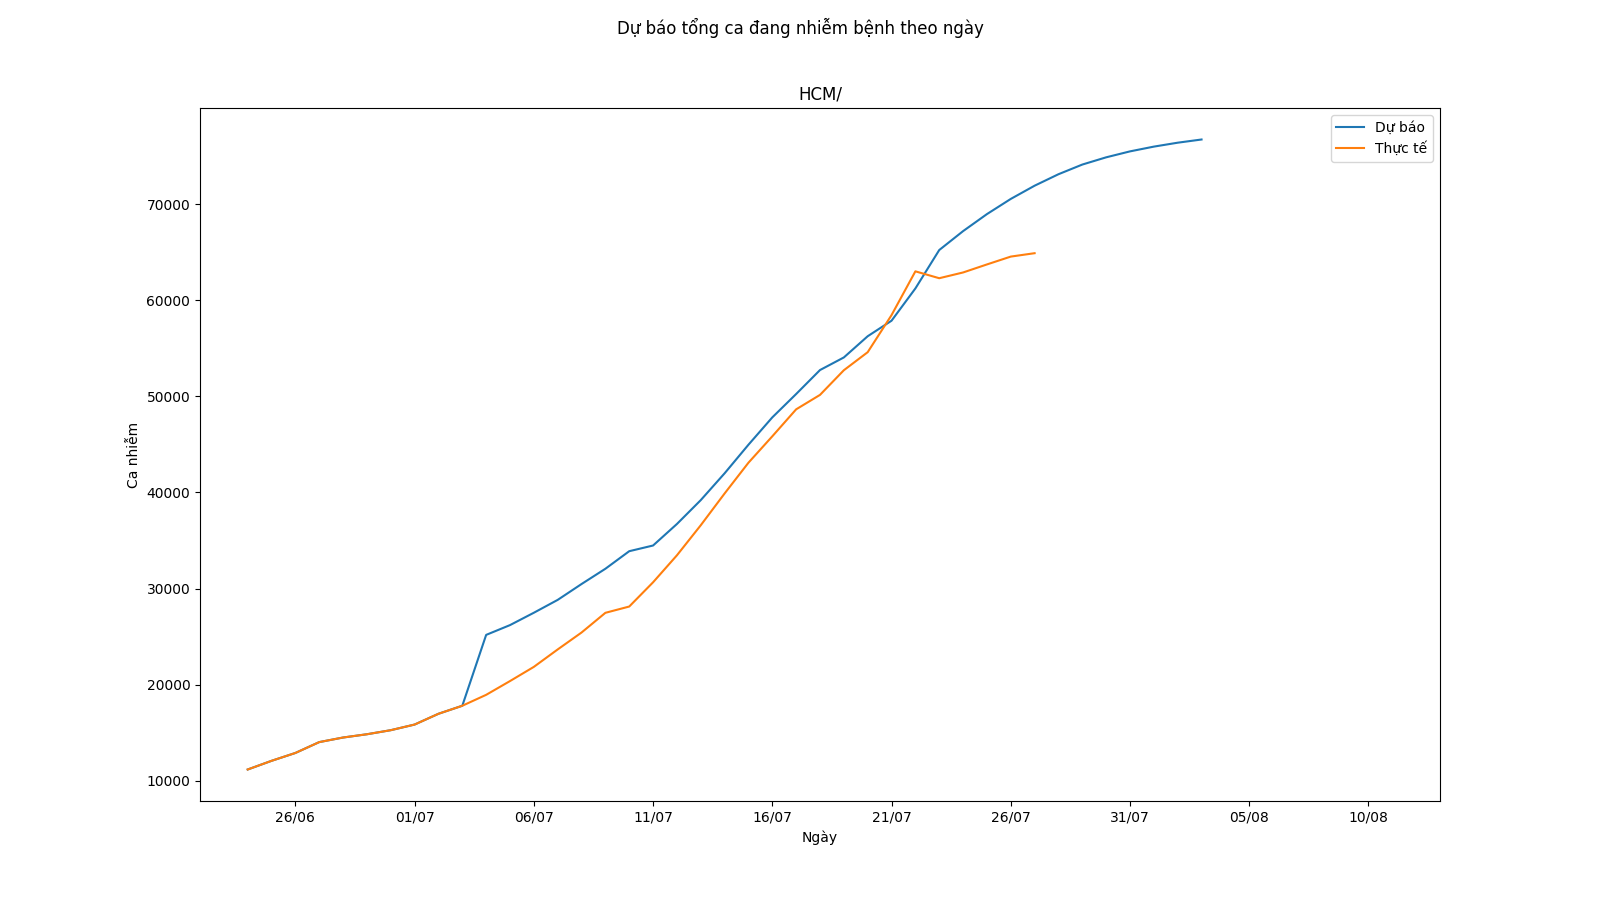 Dự báo tổng ca đang nhiễm bệnh theo ngày
HCM/
Dự báo
Thực tế
70000
60000
50000
40000
30000
20000
10000
Ca nhiễm
26/06 01/07 06/07 11/07 16/07 21/07 26/07 31/07 05/08 10/08
Ngày